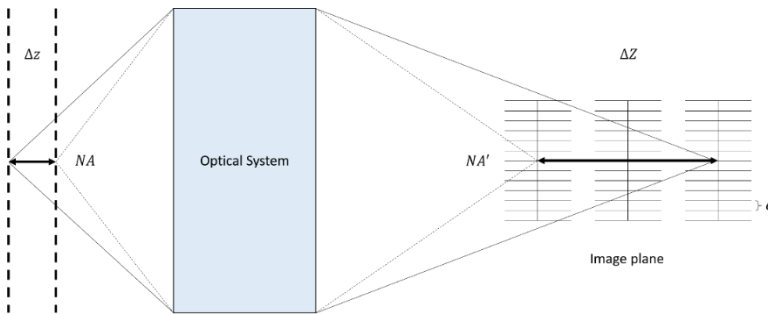 Δz
ΔZ
NA
Optical System
NA'
Image plane